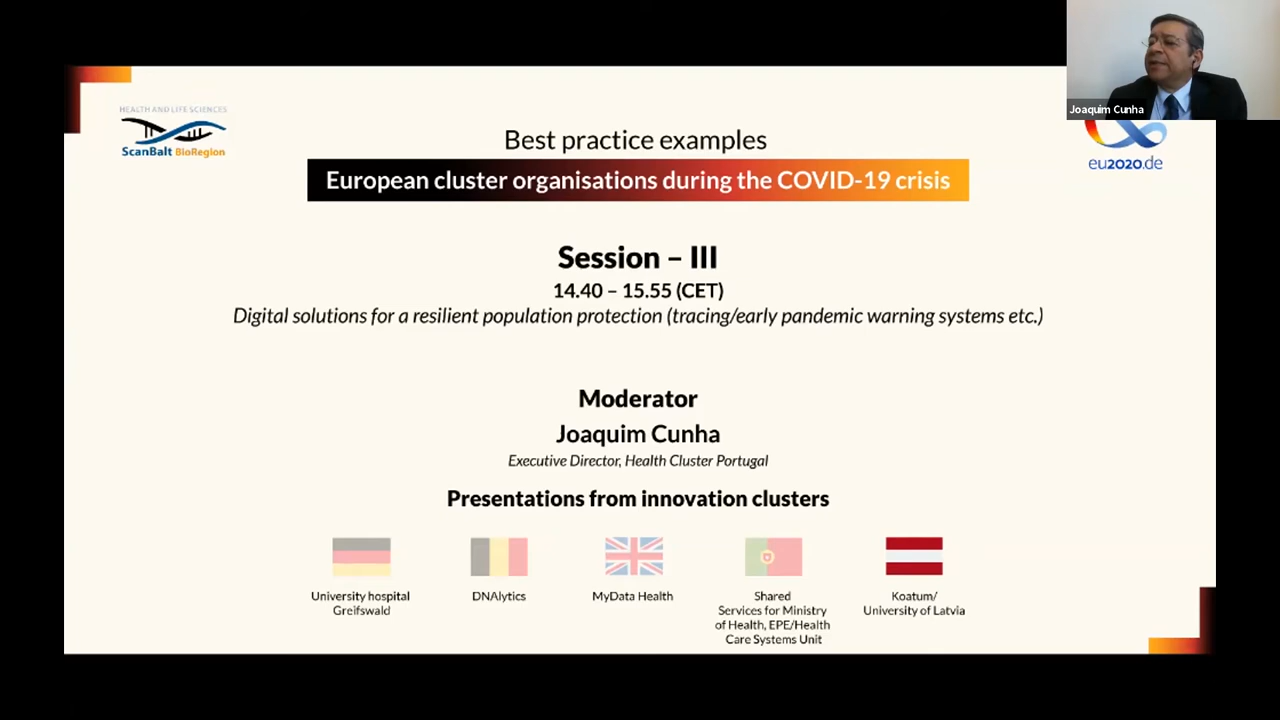 Joaquim Cunha
HEALTH AND LIFE SCIENCES
ScanBalt BioRegion
eu2020.de
Best practice examples
European cluster organisations during the COVID-19 crisis
Session – III
14.40 – 15.55 (CET)
Digital solutions for a resilient population protection (tracing/early pandemic warning systems etc.)
Moderator
Joaquim Cunha
Executive Director, Health Cluster Portugal
Presentations from innovation clusters
University hospital
Greifswald
DNAlytics
MyData Health
Shared
Services for Ministry
of Health, EPE/Health
Care Systems Unit
Koatum/
University of Latvia